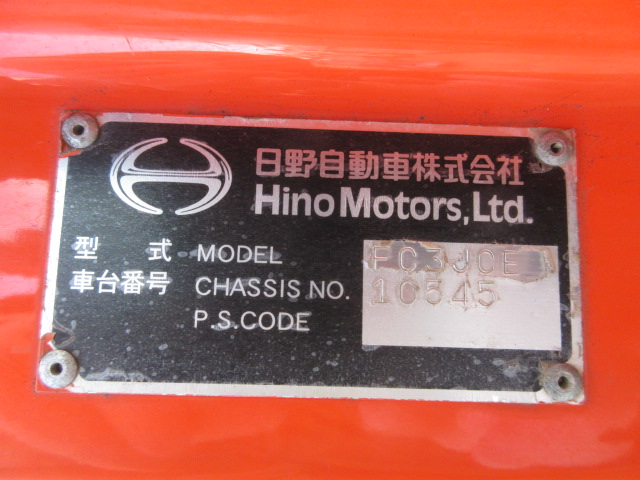 日野自動車株式会社
Hino Motors, Ltd.
型 式 MODEL FC3JCE
車台番号 CHASSIS NO. 10545
P.S.CODE